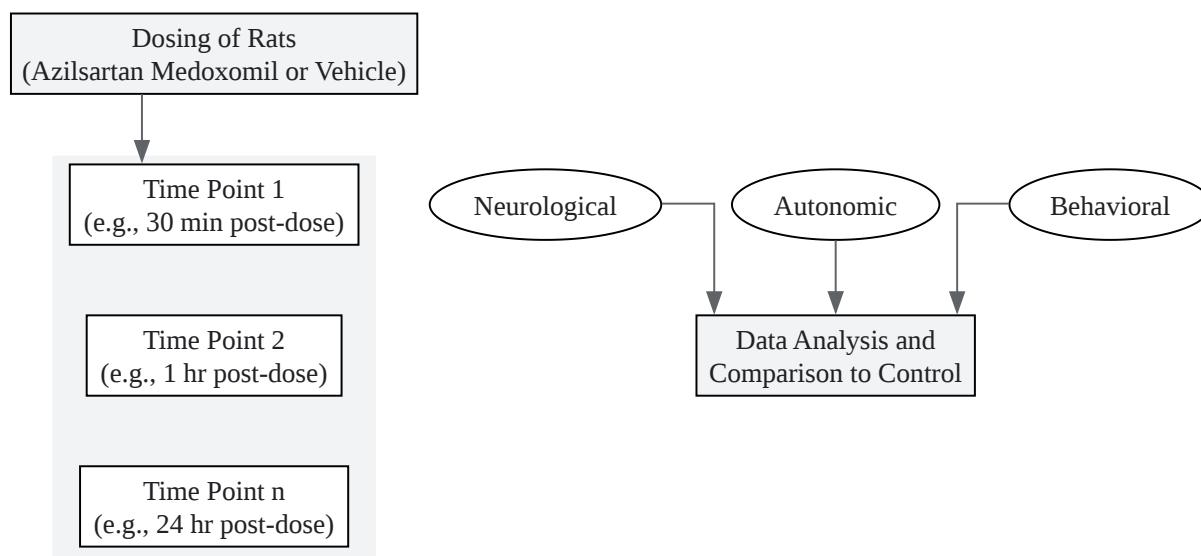 Dosing of Rats
(Azilsartan Medoxomil or Vehicle)
Time Point 1
(e.g., 30 min post-dose)
Time Point 2
(e.g., 1 hr post-dose)
Time Point n
(e.g., 24 hr post-dose)
Neurological
Autonomic
Behavioral
Data Analysis and
Comparison to Control